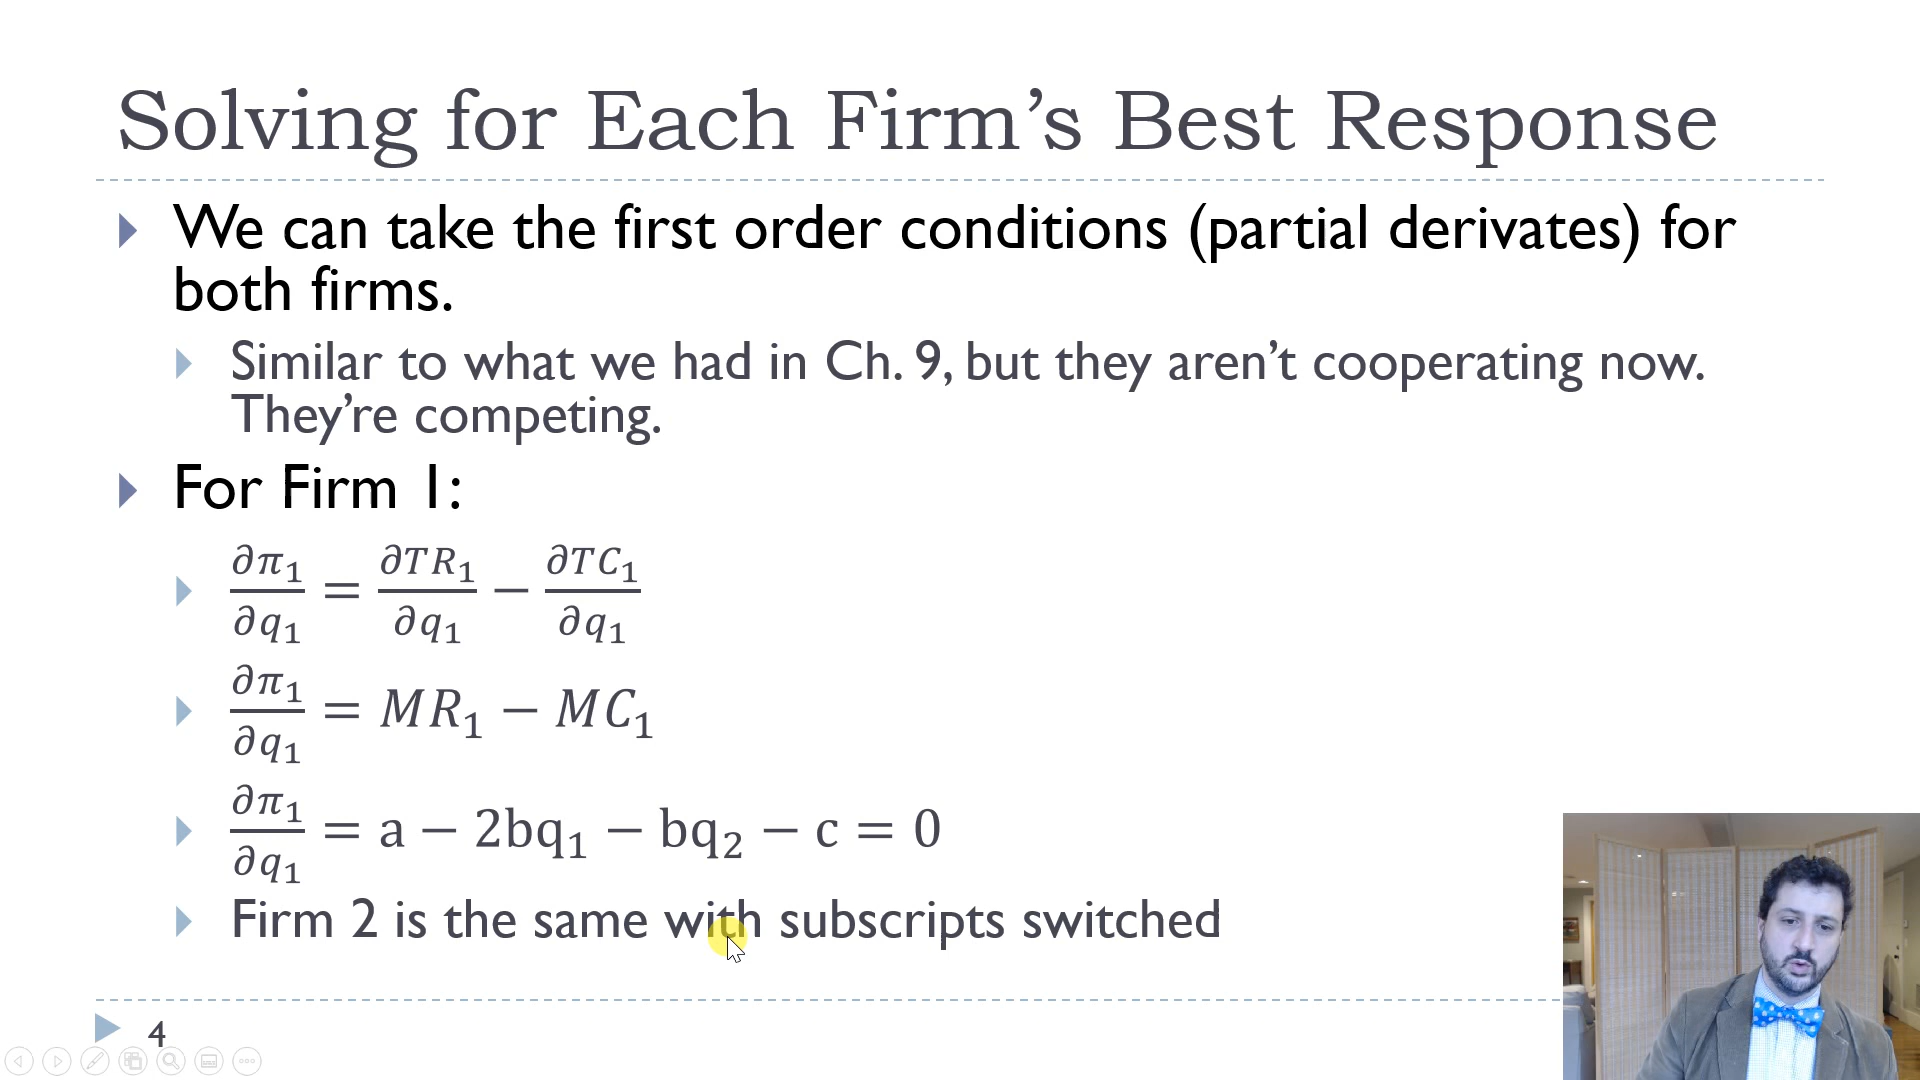 Solving for Each Firm’s Best Response
We can take the first order conditions (partial derivates) for
both firms.
Similar to what we had in Ch. 9, but they aren’t cooperating now.
They’re competing.
For Firm 1:
∂π₁/∂q₁ = ∂TR₁/∂q₁ − ∂TC₁/∂q₁
∂π₁/∂q₁ = MR₁ − MC₁
∂π₁/∂q₁ = a − 2bq₁ − bq₂ − c = 0
Firm 2 is the same with subscripts switched
4